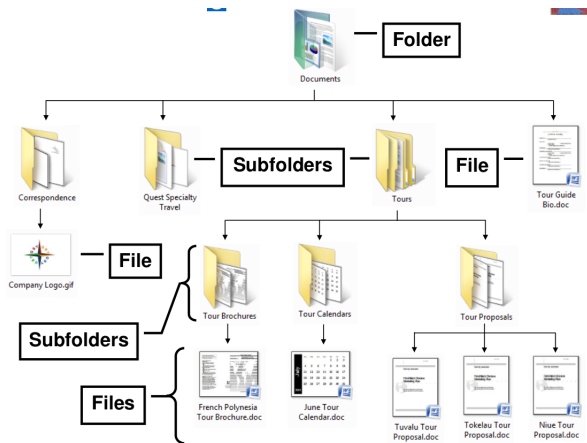 Folder
Documents
Correspondence
Quest Specialty
Travel
Subfolders
Tours
File
Tour Guide
Bio.doc
Company Logo.gif
File
Subfolders
Tour Brochures
Tour Calendars
Tour Proposals
Files
French Polynesia
Tour Brochure.doc
June Tour
Calendar.doc
Tuvalu Tour
Proposal.doc
Tokelau Tour
Proposal.doc
Niue Tour
Proposal.doc